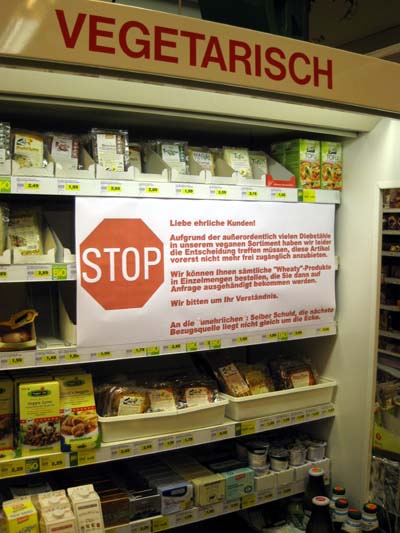 VEGETARISCH
STOP
Liebe ehrliche Kunden!
Aufgrund der außerordentlich vielen Diebstähle
in unserem veganen Sortiment haben wir leider
die Entscheidung treffen müssen, diese Artikel
vorerst nicht mehr frei zugänglich anzubieten.
Wir können Ihnen sämtliche "Wheaty"-Produkte
in Einzelmengen bestellen, die Sie dann auf
Anfrage ausgehändigt bekommen werden.
Wir bitten um Ihr Verständnis.
An die "unehrlichen": Selber Schuld, die nächste
Bezugsquelle liegt nicht gleich um die Ecke.